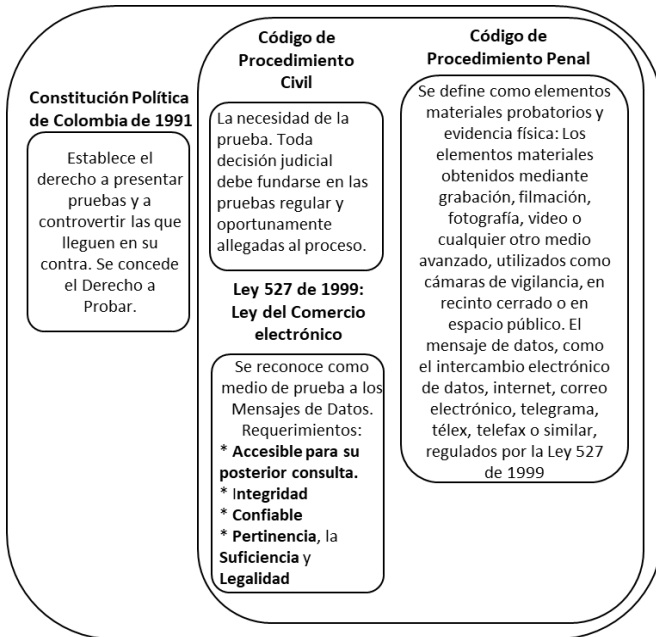 Constitución Política
de Colombia de 1991
Establece el
derecho a presentar
pruebas y a
controvertir las que
lleguen en su
contra. Se concede
el Derecho a
Probar.
Código de
Procedimiento
Civil
La necesidad de la
prueba. Toda
decisión judicial
debe fundarse en las
pruebas regular y
oportunamente
allegadas al proceso.
Ley 527 de 1999:
Ley del Comercio
electrónico
Se reconoce como
medio de prueba a los
Mensajes de Datos.
Requerimientos:
* Accesible para su
posterior consulta.
* Integridad
* Confiable
* Pertinencia, la
Suficiencia y
Legalidad
Código de
Procedimiento Penal
Se define como elementos
materiales probatorios y
evidencia física: Los
elementos materiales
obtenidos mediante
grabación, filmación,
fotografía, video o
cualquier otro medio
avanzado, utilizados como
cámaras de vigilancia, en
recinto cerrado o en
espacio público. El
mensaje de datos, como
el intercambio electrónico
de datos, internet, correo
electrónico, telegrama,
télex, telefax o similar,
regulados por la Ley 527
de 1999